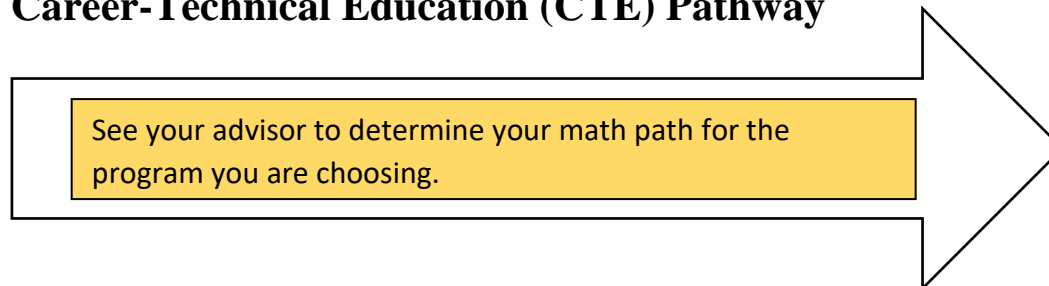 Career-Technical Education (CTE) Pathway
See your advisor to determine your math path for the
program you are choosing.